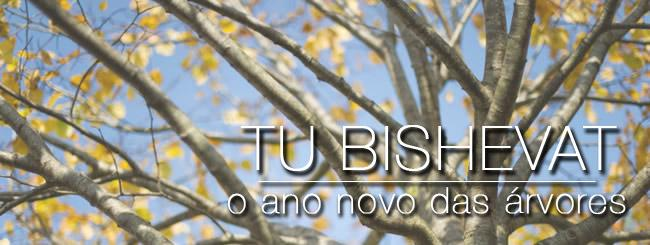 TU BISHEVAT
o ano novo das árvores